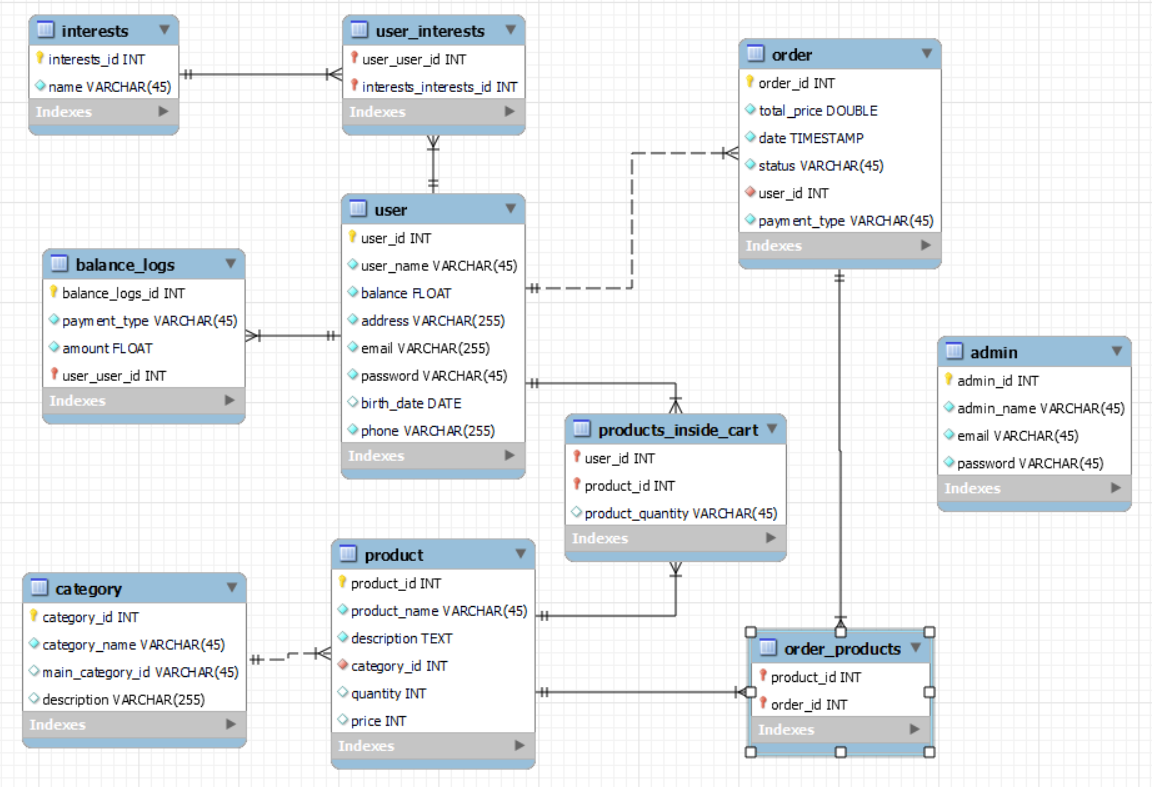 interests
interests_id INT
name VARCHAR(45)
Indexes
user_interests
user_user_id INT
interests_interests_id INT
Indexes
order
order_id INT
total_price DOUBLE
date TIMESTAMP
status VARCHAR(45)
user_id INT
payment_type VARCHAR(45)
Indexes
user
user_id INT
user_name VARCHAR(45)
balance FLOAT
address VARCHAR(255)
email VARCHAR(255)
password VARCHAR(45)
birth_date DATE
phone VARCHAR(255)
Indexes
balance_logs
balance_logs_id INT
payment_type VARCHAR(45)
amount FLOAT
user_user_id INT
Indexes
admin
admin_id INT
admin_name VARCHAR(45)
email VARCHAR(45)
password VARCHAR(45)
Indexes
products_inside_cart
user_id INT
product_id INT
product_quantity VARCHAR(45)
Indexes
product
product_id INT
product_name VARCHAR(45)
description TEXT
category_id INT
quantity INT
price INT
Indexes
category
category_id INT
category_name VARCHAR(45)
main_category_id VARCHAR(45)
description VARCHAR(255)
Indexes
order_products
product_id INT
order_id INT
Indexes